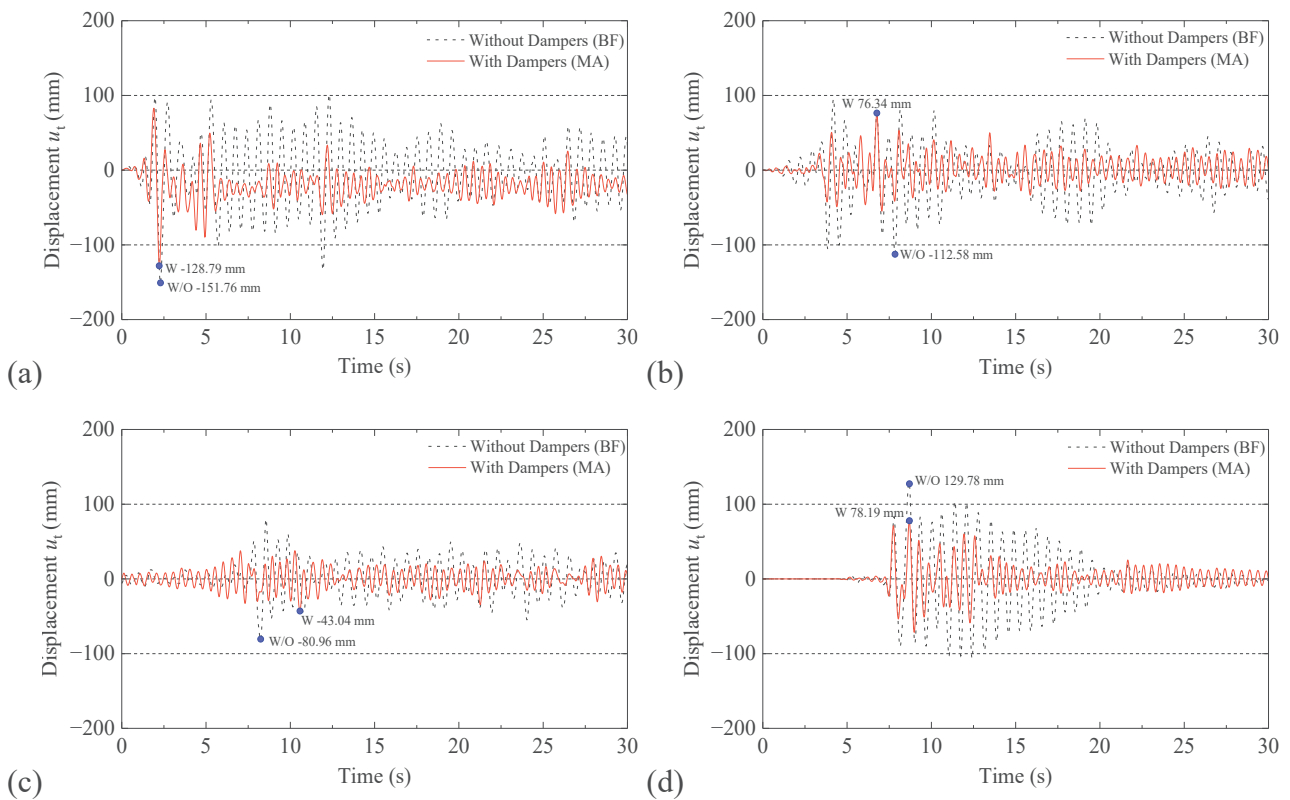 200
100
0
−100
−200
Displacement uₜ (mm)
Without Dampers (BF)
With Dampers (MA)
W -128.79 mm
W/O -151.76 mm
0 5 10 15 20 25 30
Time (s)
(a)
200
100
0
−100
−200
Displacement uₜ (mm)
Without Dampers (BF)
With Dampers (MA)
W 76.34 mm
W/O -112.58 mm
0 5 10 15 20 25 30
Time (s)
(b)
200
100
0
−100
−200
Displacement uₜ (mm)
Without Dampers (BF)
With Dampers (MA)
W -43.04 mm
W/O -80.96 mm
0 5 10 15 20 25 30
Time (s)
(c)
200
100
0
−100
−200
Displacement uₜ (mm)
Without Dampers (BF)
With Dampers (MA)
W/O 129.78 mm
W 78.19 mm
0 5 10 15 20 25 30
Time (s)
(d)